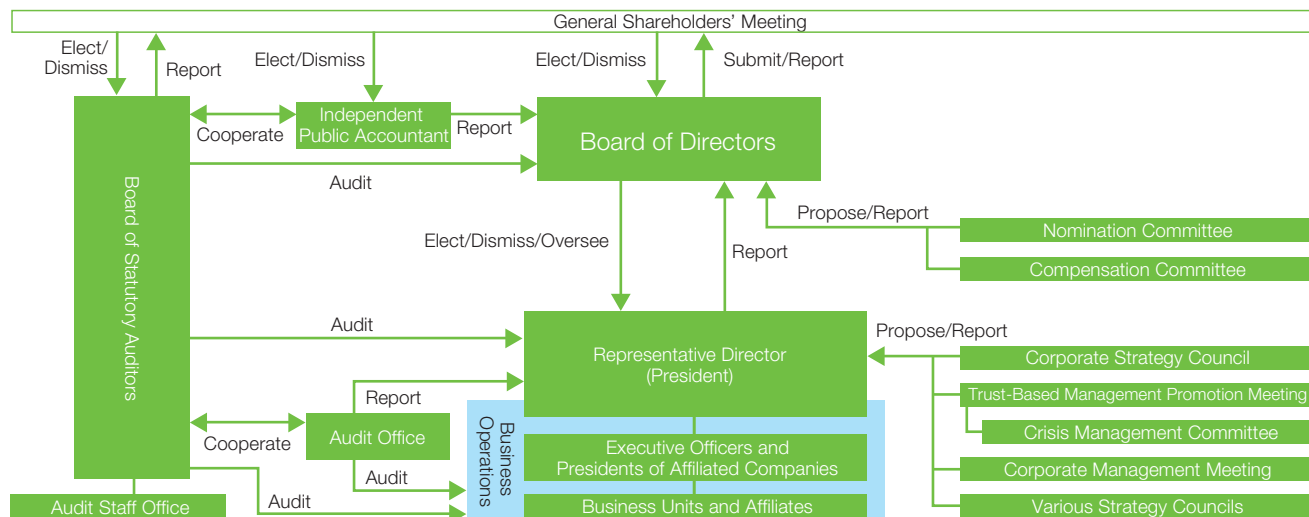 General Shareholders' Meeting
Elect/
Dismiss
Report
Elect/Dismiss
Elect/Dismiss
Submit/Report
Cooperate
Independent
Public Accountant
Report
Board of Directors
Audit
Board of Statutory Auditors
Elect/Dismiss/Oversee
Report
Propose/Report
Nomination Committee
Compensation Committee
Audit
Representative Director
(President)
Propose/Report
Corporate Strategy Council
Trust-Based Management Promotion Meeting
Crisis Management Committee
Corporate Management Meeting
Various Strategy Councils
Report
Cooperate
Audit Office
Business
Operations
Executive Officers and
Presidents of Affiliated Companies
Audit
Audit Staff Office
Audit
Business Units and Affiliates